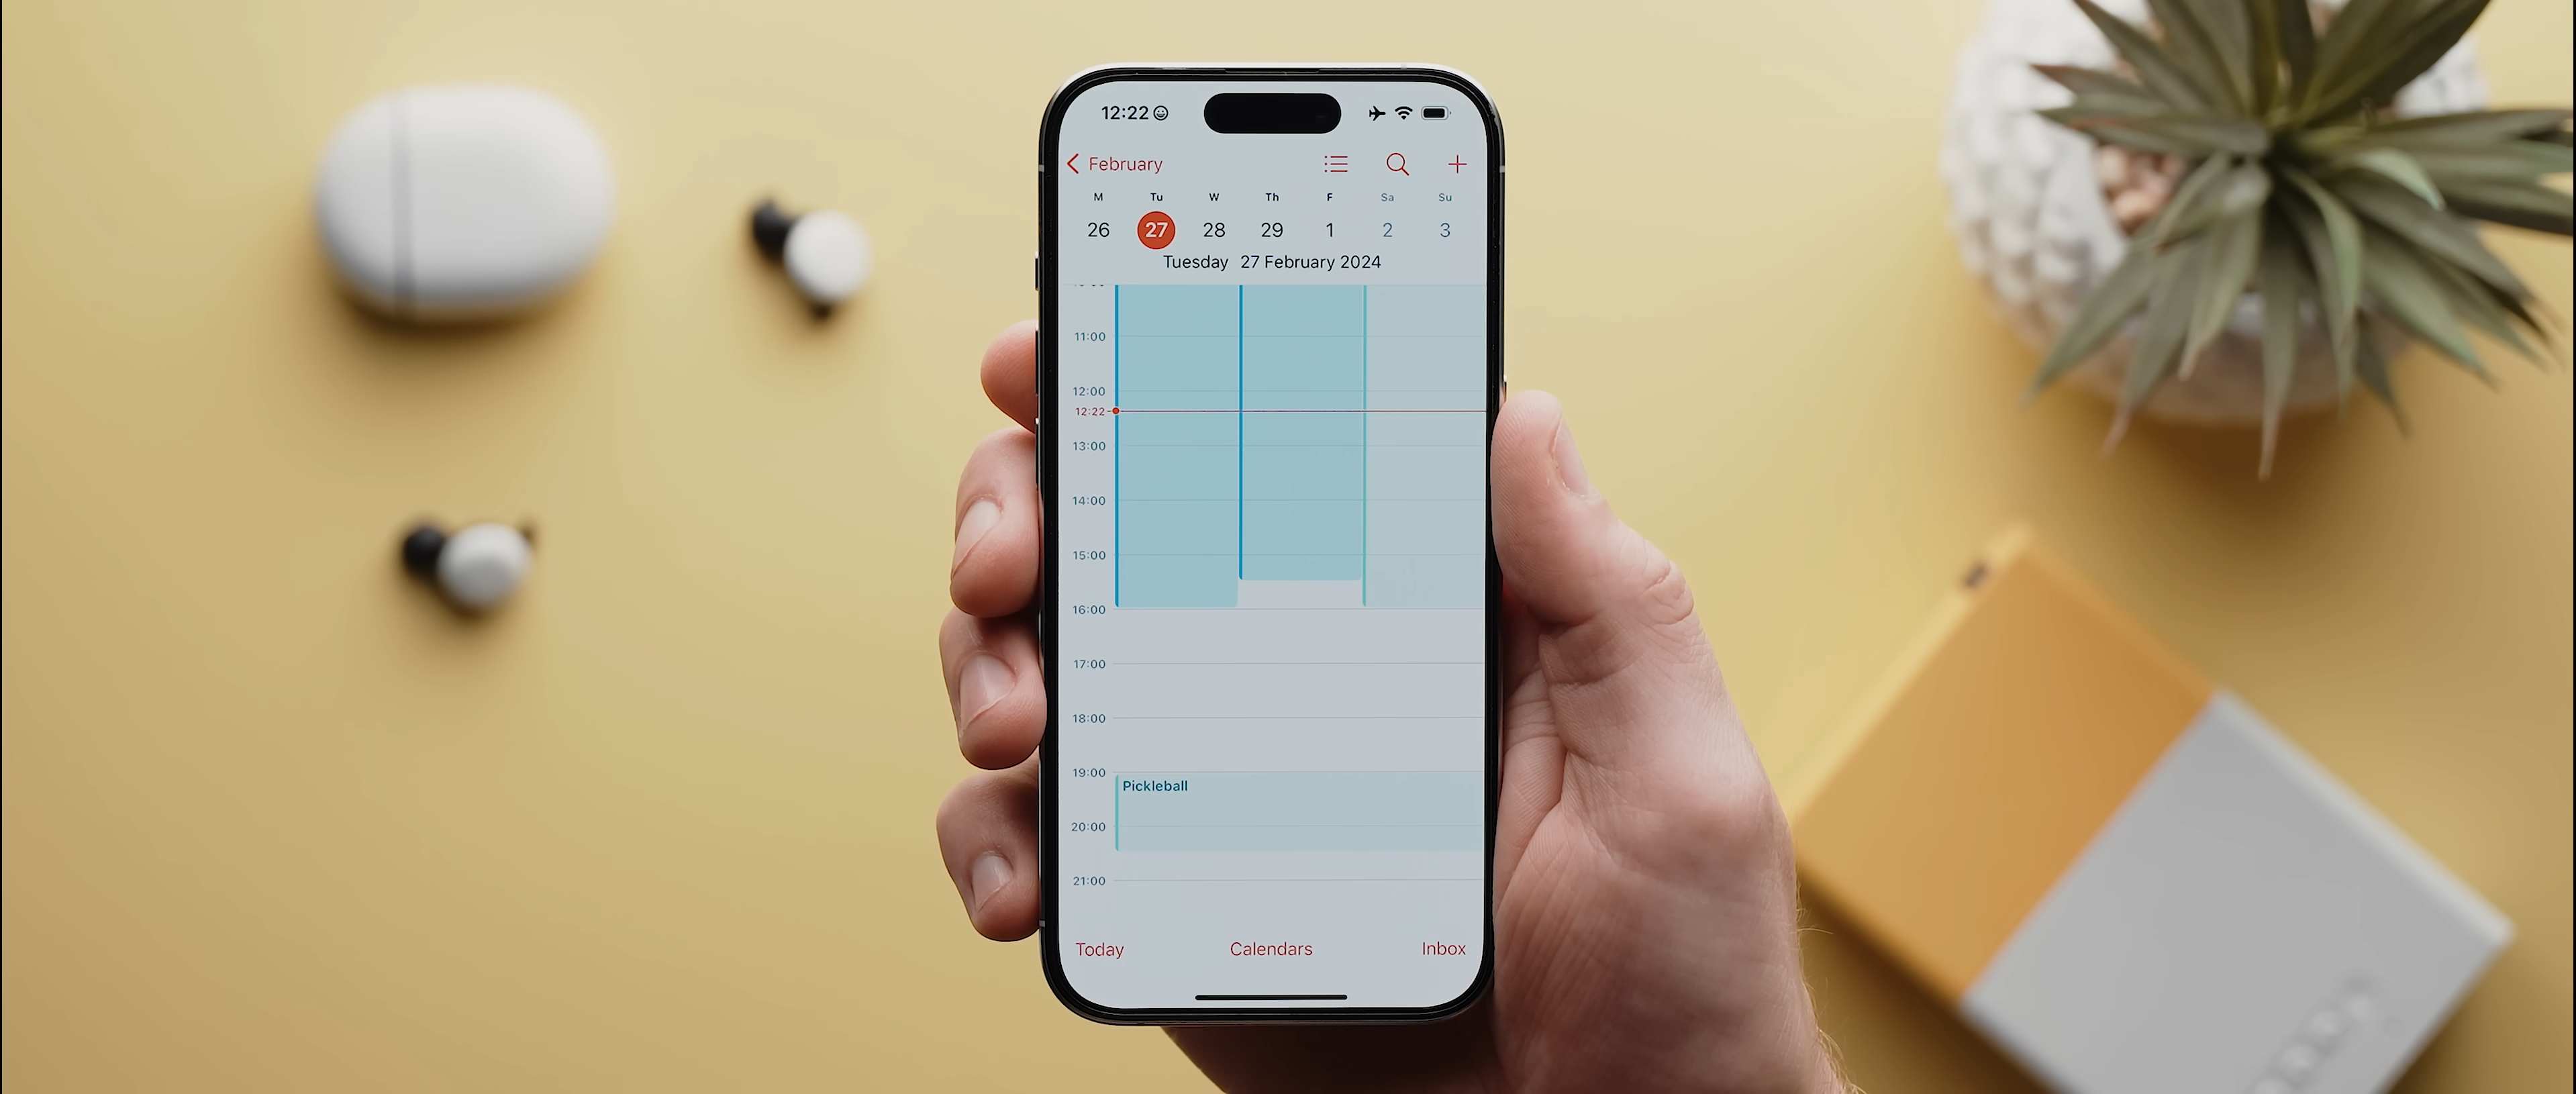 12:22
February
M Tu W Th F Sa Su
26 27 28 29 1 2 3
Tuesday 27 February 2024
11:00
12:00
12:22
13:00
14:00
15:00
16:00
17:00
18:00
19:00
Pickleball
20:00
21:00
Today Calendars Inbox